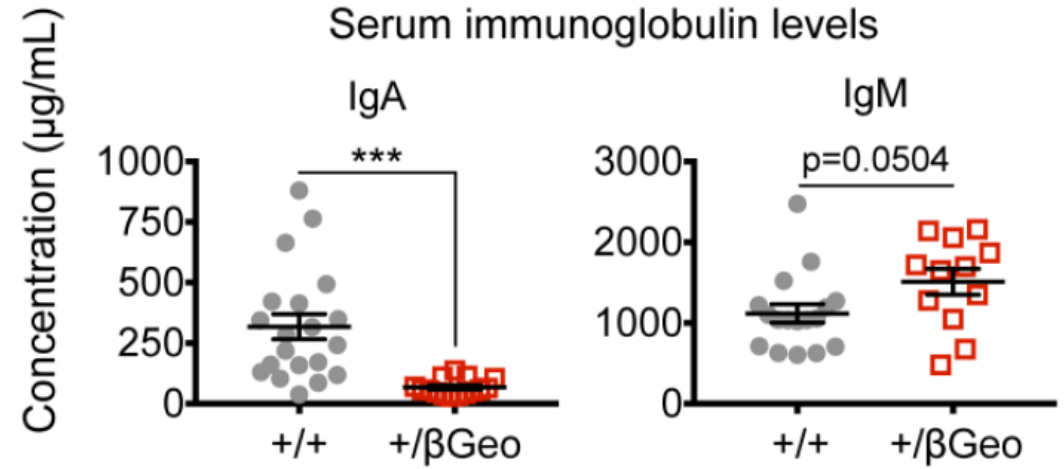 Serum immunoglobulin levels
Concentration (µg/mL)
IgA
1000
750
500
250
0
***
+/+
+/βGeo
IgM
3000
2000
1000
0
p=0.0504
+/+
+/βGeo